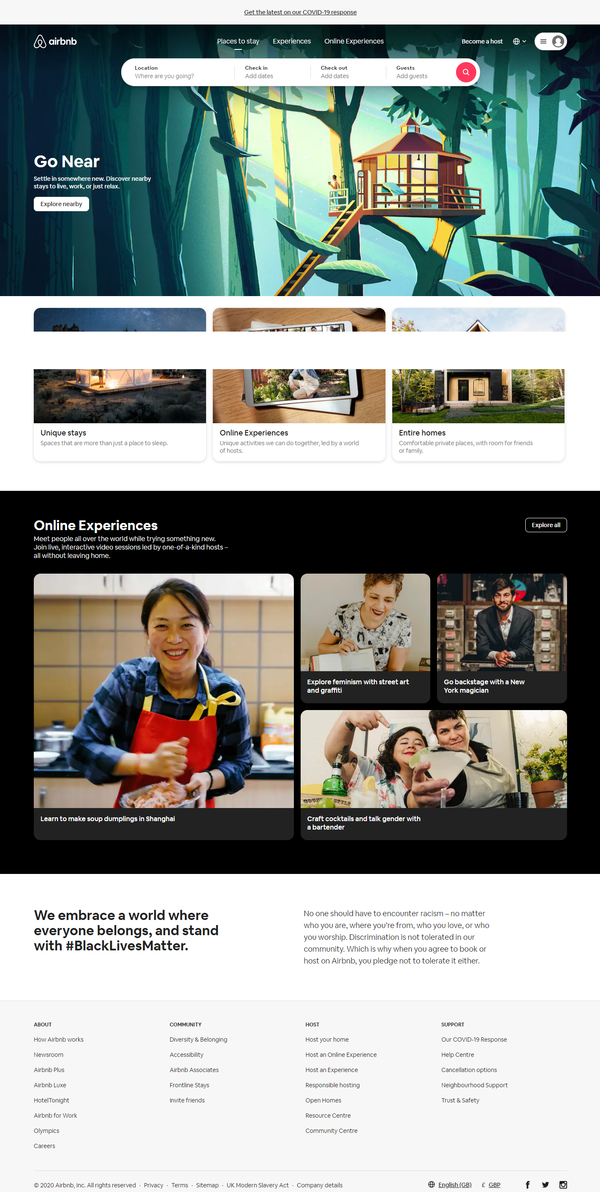 Get the latest on our COVID-19 response
airbnb
Places to stay Experiences Online Experiences
Become a host
Location Check in Check out Guests
Where are you going? Add dates Add dates Add guests
Go Near
Settle in somewhere new. Discover nearby
stays to live, work, or just relax.
Explore nearby
Unique stays
Spaces that are more than just a place to sleep.
Online Experiences
Unique activities we can do together, led by a world
of hosts.
Entire homes
Comfortable private places, with room for friends
or family.
Online Experiences
Explore all
Meet people all over the world while trying something new.
Join live, interactive video sessions led by one-of-a-kind hosts –
all without leaving home.
Explore feminism with street art
and graffiti
Go backstage with a New
York magician
Learn to make soup dumplings in Shanghai
Craft cocktails and talk gender with
a bartender
We embrace a world where
everyone belongs, and stand
with #BlackLivesMatter.
No one should have to encounter racism – no matter
who you are, where you're from, who you love, or who
you worship. Discrimination is not tolerated in our
community. Which is why when you agree to book or
host on Airbnb, you pledge not to tolerate it either.
ABOUT
How Airbnb works
Newsroom
Airbnb Plus
Airbnb Luxe
HotelTonight
Airbnb for Work
Olympics
Careers
COMMUNITY
Diversity & Belonging
Accessibility
Airbnb Associates
Frontline Stays
Invite friends
HOST
Host your home
Host an Online Experience
Host an Experience
Responsible hosting
Open Homes
Resource Centre
Community Centre
SUPPORT
Our COVID-19 Response
Help Centre
Cancellation options
Neighbourhood Support
Trust & Safety
© 2020 Airbnb, Inc. All rights reserved · Privacy · Terms · Sitemap · UK Modern Slavery Act · Company details
English (GB) £ GBP